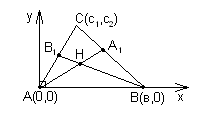 y
C(c₁,c₂)
B₁
H
A₁
A(0,0)
B(в,0)
x